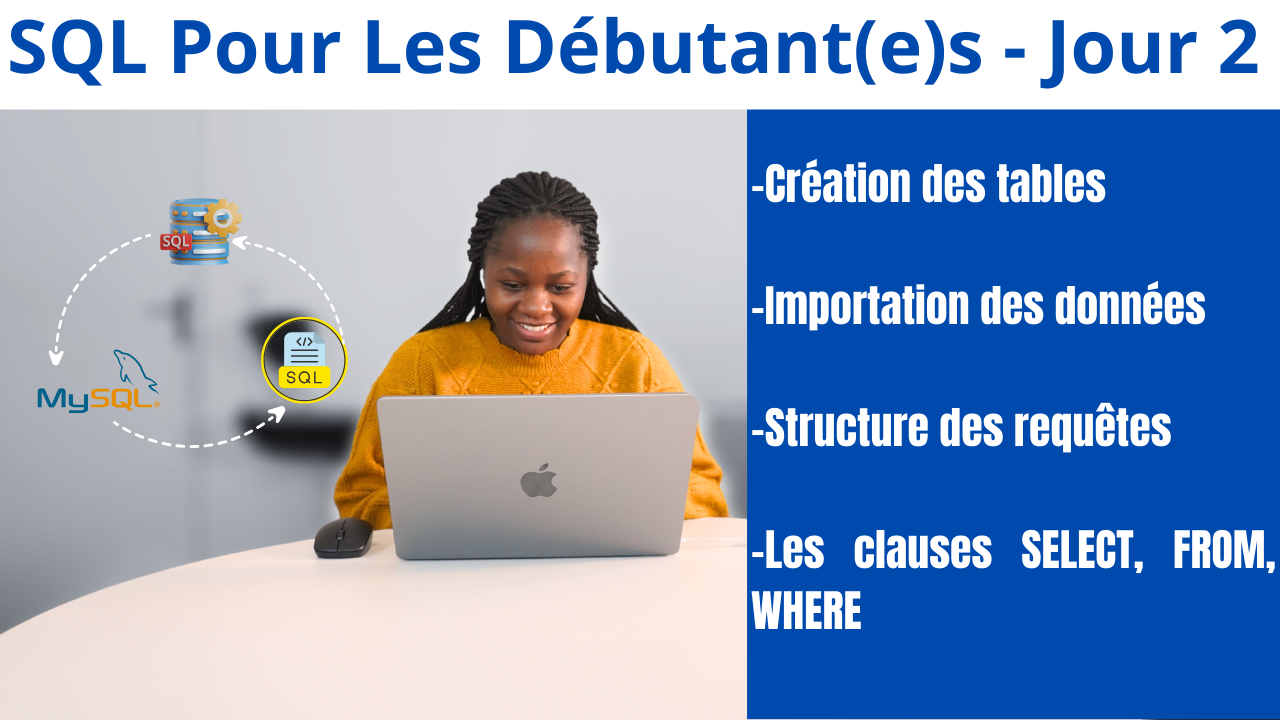 SQL Pour Les Débutant(e)s - Jour 2
-Création des tables
SQL
-Importation des données
SQL
MySQL®
-Structure des requêtes
-Les clauses SELECT, FROM,
WHERE